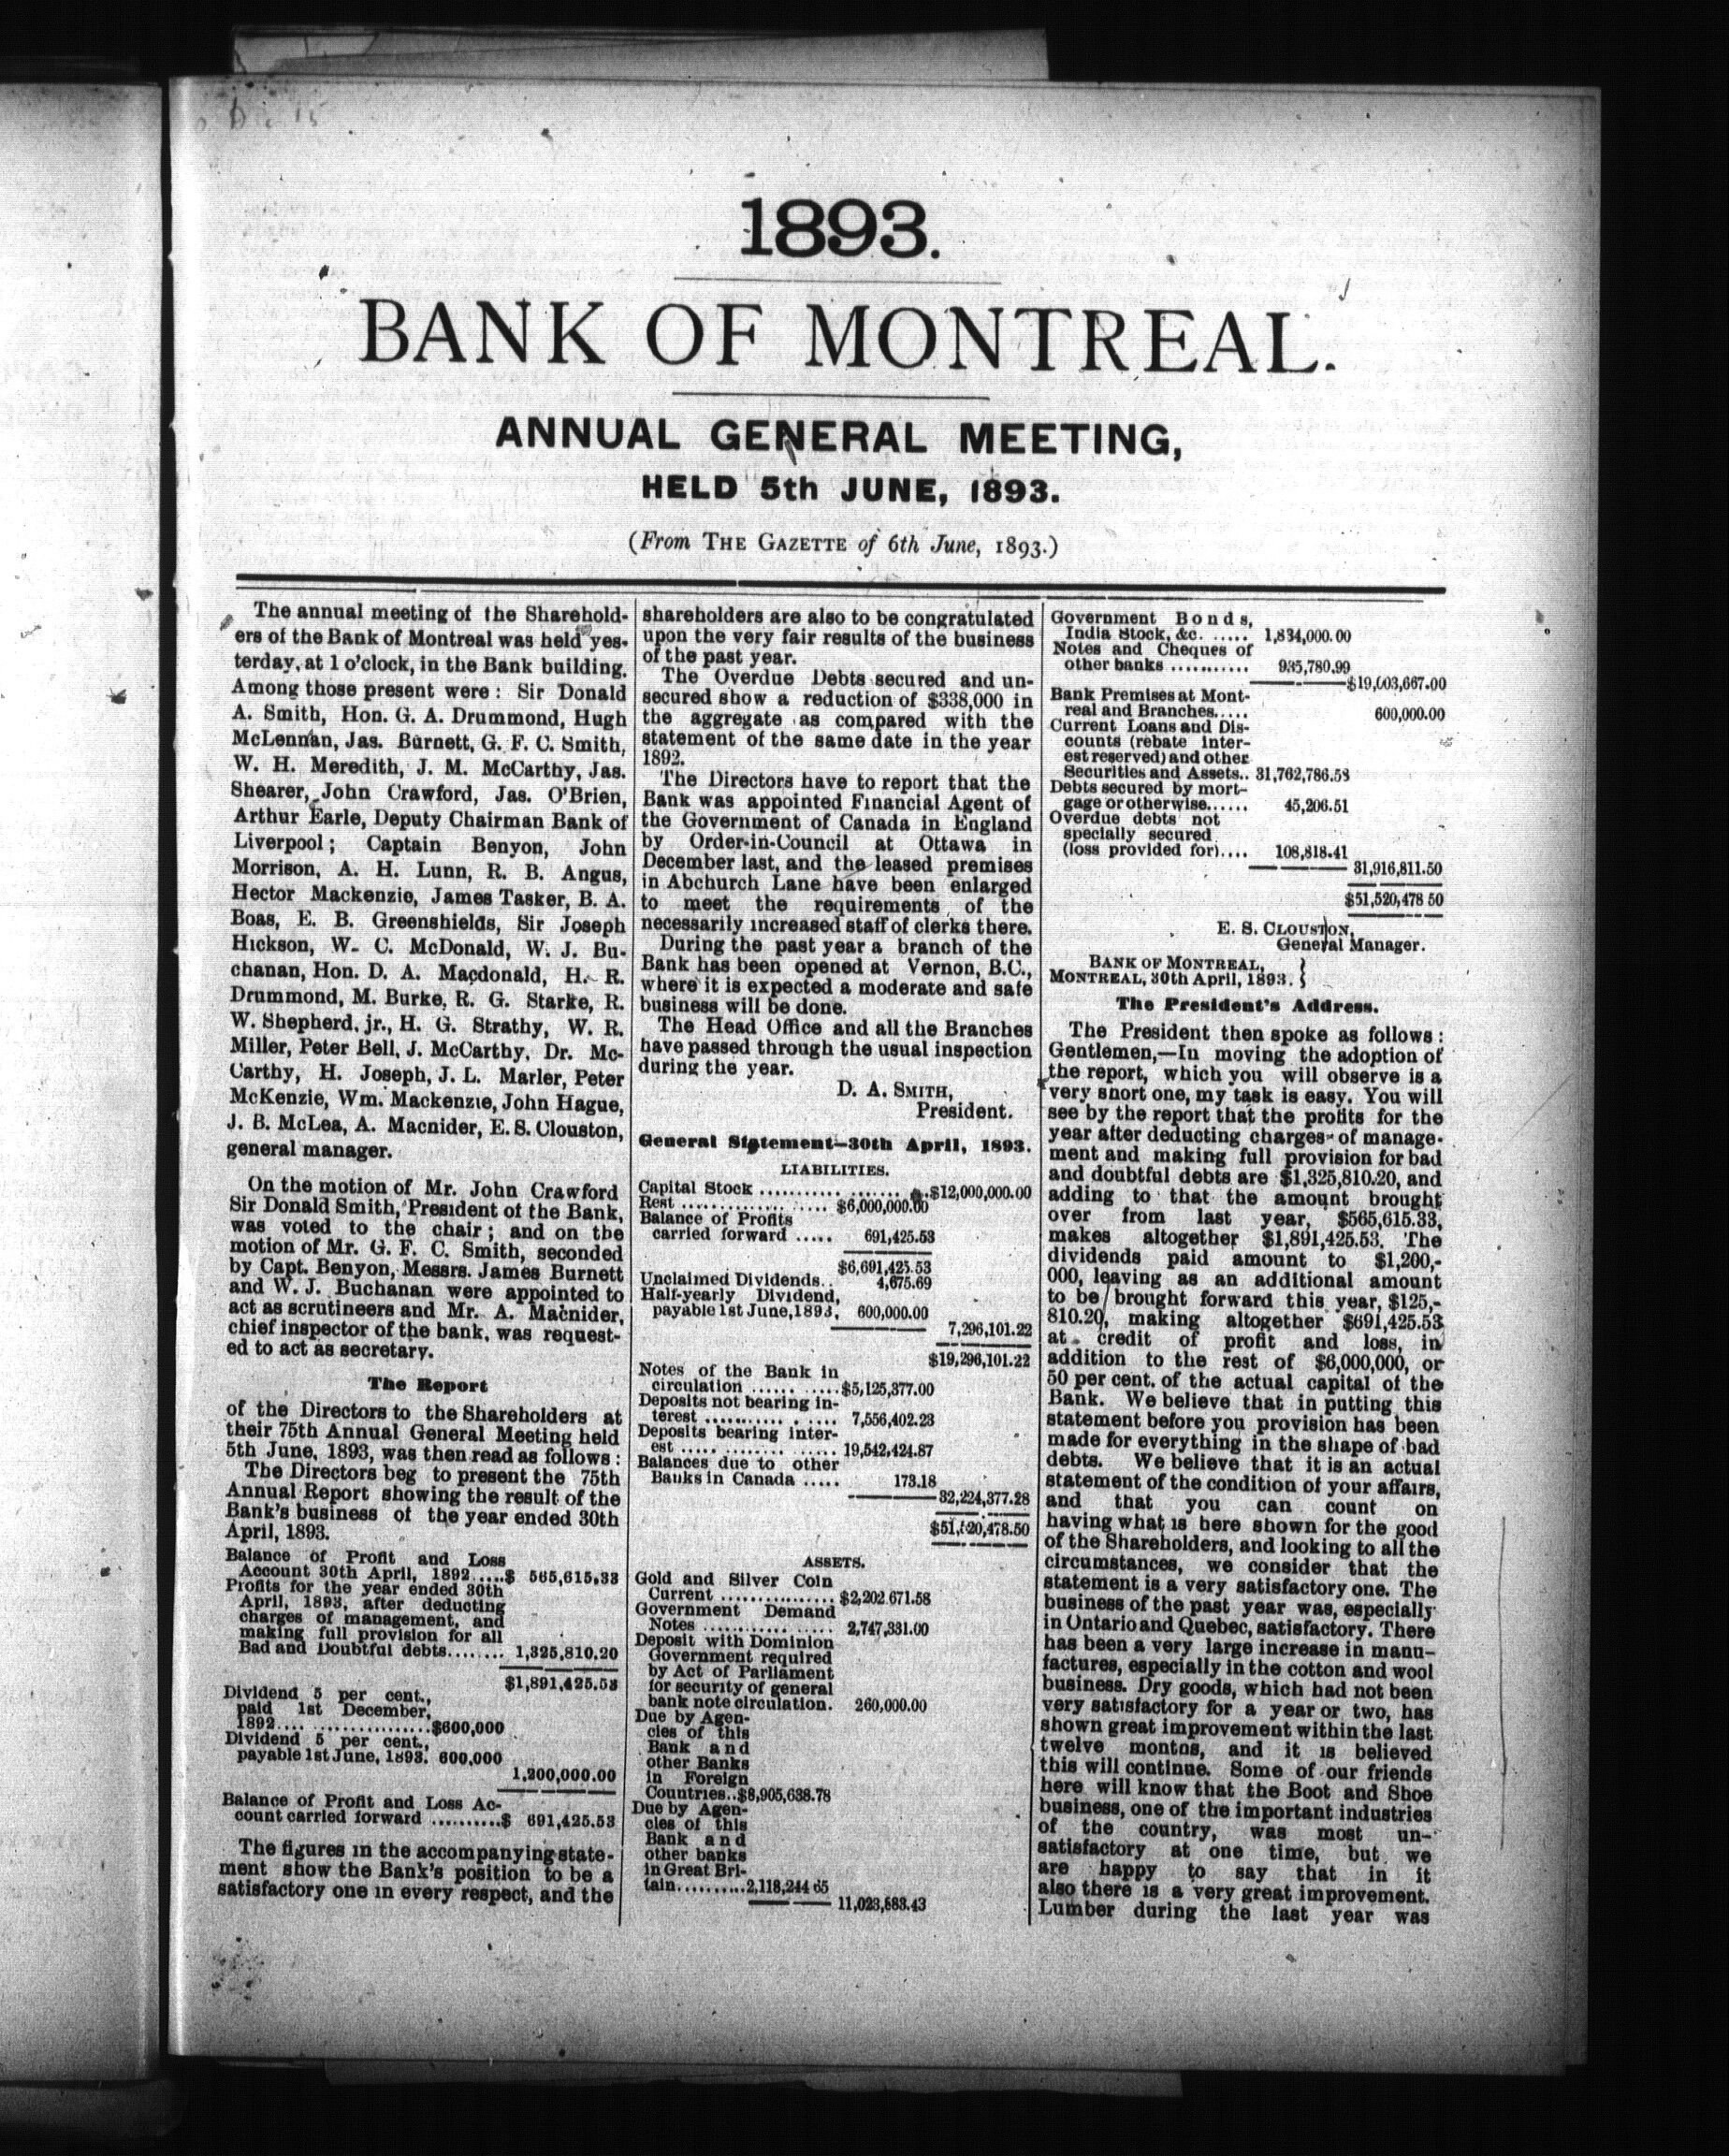 1893.
BANK OF MONTREAL.
ANNUAL GENERAL MEETING,
HELD 5th JUNE, 1893.
(From THE GAZETTE of 6th June, 1893.)
The annual meeting of the Sharehold-
ers of the Bank of Montreal was held yes-
terday, at 1 o'clock, in the Bank building.
Among those present were: Sir Donald
A. Smith, Hon. G. A. Drummond, Hugh
McLennan, Jas. Burnett, G. F. C. Smith,
W. H. Meredith, J. M. McCarthy, Jas.
Shearer, John Crawford, Jas. O'Brien,
Arthur Earle, Deputy Chairman Bank of
Liverpool; Captain Benyon, John
Morrison, A. H. Lunn, R. B. Angus,
Hector Mackenzie, James Tasker, B. A.
Boas, E. B. Greenshields, Sir Joseph
Hickson, W. C. McDonald, W. J. Bu-
chanan, Hon. D. A. Macdonald, H. R.
Drummond, M. Burke, R. G. Starke, R.
W. Shepherd, jr., H. G. Strathy, W. R.
Miller, Peter Bell, J. McCarthy, Dr. Mc-
Carthy, H. Joseph, J. L. Marler, Peter
McKenzie, Wm. Mackenzie, John Hague,
J. B. McLea, A. Macnider, E. S. Clouston,
general manager.
On the motion of Mr. John Crawford
Sir Donald Smith, President of the Bank,
was voted to the chair; and on the
motion of Mr. G. F. C. Smith, seconded
by Capt. Benyon, Messrs. James Burnett
and W. J. Buchanan were appointed to
act as scrutineers and Mr. A. Macnider,
chief inspector of the bank, was request-
ed to act as secretary.
The Report
of the Directors to the Shareholders at
their 75th Annual General Meeting held
5th June, 1893, was then read as follows:
The Directors beg to present the 75th
Annual Report showing the result of the
Bank's business of the year ended 30th
April, 1893.
Balance of Profit and Loss
Account 30th April, 1892....$ 565,615.33
Profits for the year ended 30th
April, 1893, after deducting
charges of management, and
making full provision for all
Bad and Doubtful debts........ 1,325,810.20
$1,891,425.53
Dividend 5 per cent.,
paid 1st December,
1892.... ...............$600,000
Dividend 5 per cent.,
payable 1st June, 1893. 600,000
1,200,000.00
Balance of Profit and Loss Ac-
count carried forward ..........$ 691,425.53
The figures in the accompanying state-
ment show the Bank's position to be a
satisfactory one in every respect, and the
shareholders are also to be congratulated
upon the very fair results of the business
of the past year.
The Overdue Debts secured and un-
secured show a reduction of $338,000 in
the aggregate as compared with the
statement of the same date in the year
1892.
The Directors have to report that the
Bank was appointed Financial Agent of
the Government of Canada in England
by Order-in-Council at Ottawa in
December last, and the leased premises
in Abchurch Lane have been enlarged
to meet the requirements of the
necessarily increased staff of clerks there.
During the past year a branch of the
Bank has been opened at Vernon, B.C.,
where it is expected a moderate and safe
business will be done.
The Head Office and all the Branches
have passed through the usual inspection
during the year.
D. A. SMITH,
President.
General Statement—30th April, 1893.
LIABILITIES.
Capital Stock ........... ....... ..$12,000,000.00
Rest ............... ..... $6,000,000.00
Balance of Profits
carried forward ..... 691,425.53
$6,691,425.53
Unclaimed Dividends.. 4,675.69
Half-yearly Dividend,
payable 1st June, 1893, 600,000.00
7,296,101.22
$19,296,101.22
Notes of the Bank in
circulation ...... .....$5,125,377.00
Deposits not bearing in-
terest ........... . .... 7,556,402.23
Deposits bearing inter-
est ..... ........ ...... 19,542,424.87
Balances due to other
Banks in Canada ..... 173.18
32,224,377.28
$51,520,478.50
ASSETS.
Gold and Silver Coin
Current ................ $2,202,671.58
Government Demand
Notes ............ ..... 2,747,331.00
Deposit with Dominion
Government required
by Act of Parliament
for security of general
bank note circulation. 260,000.00
Due by Agen-
cies of this
Bank and
other Banks
in Foreign
Countries..$8,905,638.78
Due by Agen-
cies of this
Bank and
other banks
in Great Bri-
tain..........2,118,244 65
11,023,883.43
Government Bonds,
India Stock, &c. ..... 1,834,000.00
Notes and Cheques of
other banks ........... 935,780.99
$19,003,667.00
Bank Premises at Mont-
real and Branches..... 600,000.00
Current Loans and Dis-
counts (rebate inter-
est reserved) and other
Securities and Assets.. 31,762,786.58
Debts secured by mort-
gage or otherwise...... 45,206.51
Overdue debts not
specially secured
(loss provided for).... 108,818.41
31,916,811.50
$51,520,478 50
E. S. CLOUSTON,
General Manager.
BANK OF MONTREAL,
MONTREAL, 30th April, 1893.
The President's Address.
The President then spoke as follows:
Gentlemen,—In moving the adoption of
the report, which you will observe is a
very short one, my task is easy. You will
see by the report that the profits for the
year after deducting charges of manage-
ment and making full provision for bad
and doubtful debts are $1,325,810.20, and
adding to that the amount brought
over from last year, $565,615.33,
makes altogether $1,891,425.53. The
dividends paid amount to $1,200,-
000, leaving as an additional amount
to be brought forward this year, $125,-
810.20, making altogether $691,425.53
at credit of profit and loss, in
addition to the rest of $6,000,000, or
50 per cent. of the actual capital of the
Bank. We believe that in putting this
statement before you provision has been
made for everything in the shape of bad
debts. We believe that it is an actual
statement of the condition of your affairs,
and that you can count on
having what is here shown for the good
of the Shareholders, and looking to all the
circumstances, we consider that the
statement is a very satisfactory one. The
business of the past year was, especially
in Ontario and Quebec, satisfactory. There
has been a very large increase in manu-
factures, especially in the cotton and wool
business. Dry goods, which had not been
very satisfactory for a year or two, has
shown great improvement within the last
twelve months, and it is believed
this will continue. Some of our friends
here will know that the Boot and Shoe
business, one of the important industries
of the country, was most un-
satisfactory at one time, but we
are happy to say that in it
also there is a very great improvement.
Lumber during the last year was